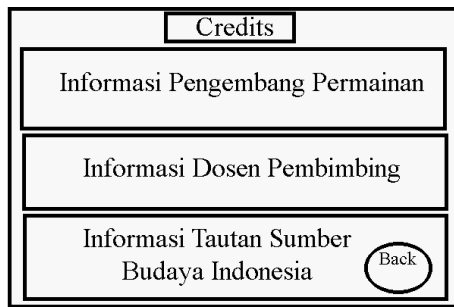 Credits
Informasi Pengembang Permainan
Informasi Dosen Pembimbing
Informasi Tautan Sumber
Budaya Indonesia
Back